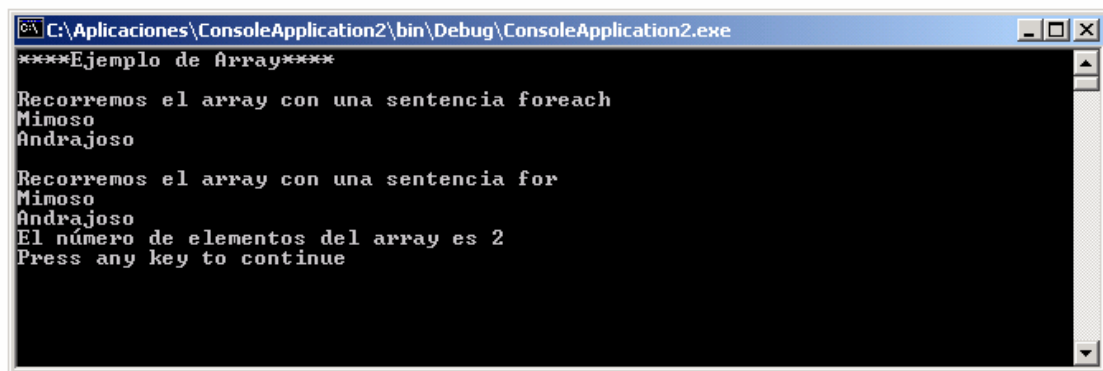 C:\Aplicaciones\ConsoleApplication2\bin\Debug\ConsoleApplication2.exe
****Ejemplo de Array****
Recorremos el array con una sentencia foreach
Mimoso
Andrajoso
Recorremos el array con una sentencia for
Mimoso
Andrajoso
El número de elementos del array es 2
Press any key to continue